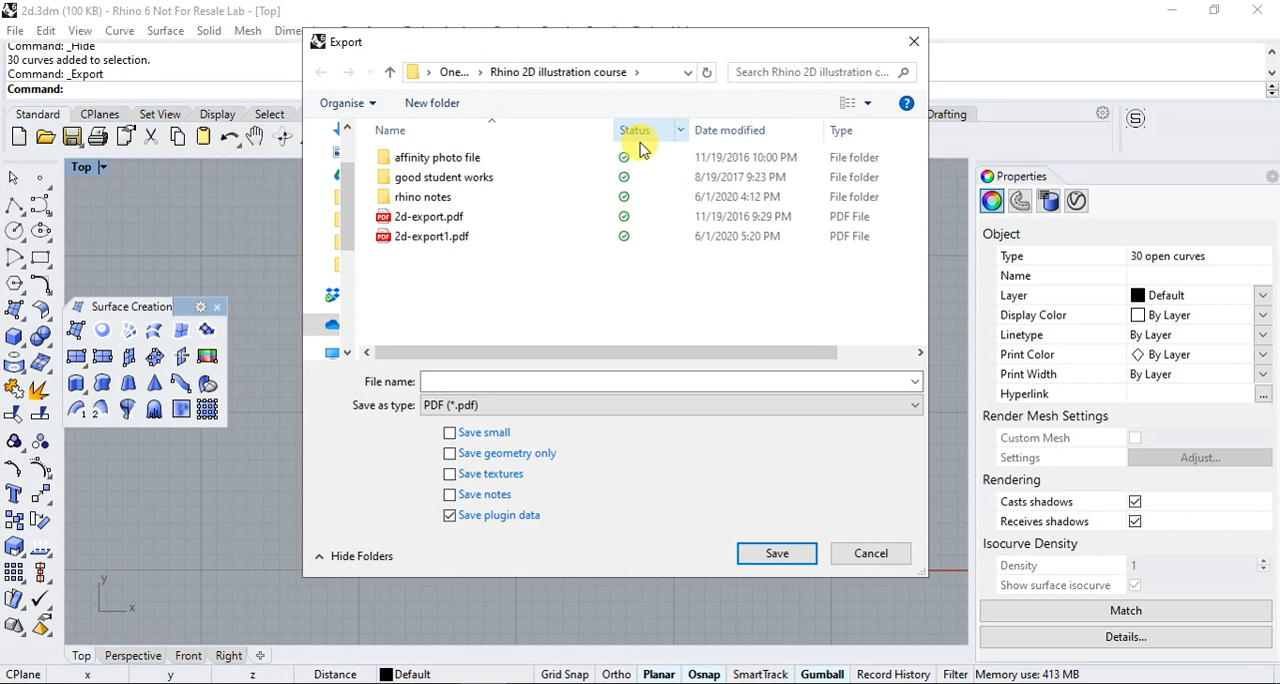 2d.3dm (100 KB) - Rhino 6 Not For Resale Lab - [Top]
File Edit View Curve Surface Solid Mesh Dime
Command: _Hide
30 curves added to selection.
Command: _Export
Command:
Standard CPlanes Set View Display Select
Drafting
Top
Surface Creation
Export
One... Rhino 2D illustration course
Search Rhino 2D illustration c...
Organise New folder
Name Status Date modified Type
affinity photo file 11/19/2016 10:00 PM File folder
good student works 8/19/2017 9:23 PM File folder
rhino notes 6/1/2020 4:12 PM File folder
PDF 2d-export.pdf 11/19/2016 9:29 PM PDF File
PDF 2d-export1.pdf 6/1/2020 5:20 PM PDF File
File name:
Save as type: PDF (*.pdf)
Save small
Save geometry only
Save textures
Save notes
Save plugin data
Hide Folders Save Cancel
Properties
Object
Type 30 open curves
Name
Layer Default
Display Color By Layer
Linetype By Layer
Print Color By Layer
Print Width By Layer
Hyperlink ...
Render Mesh Settings
Custom Mesh
Settings Adjust...
Rendering
Casts shadows
Receives shadows
Isocurve Density
Density 1
Show surface isocurve
Match
Details...
y
x
Top Perspective Front Right
CPlane x y z Distance Default Grid Snap Ortho Planar Osnap SmartTrack Gumball Record History Filter Memory use: 413 MB